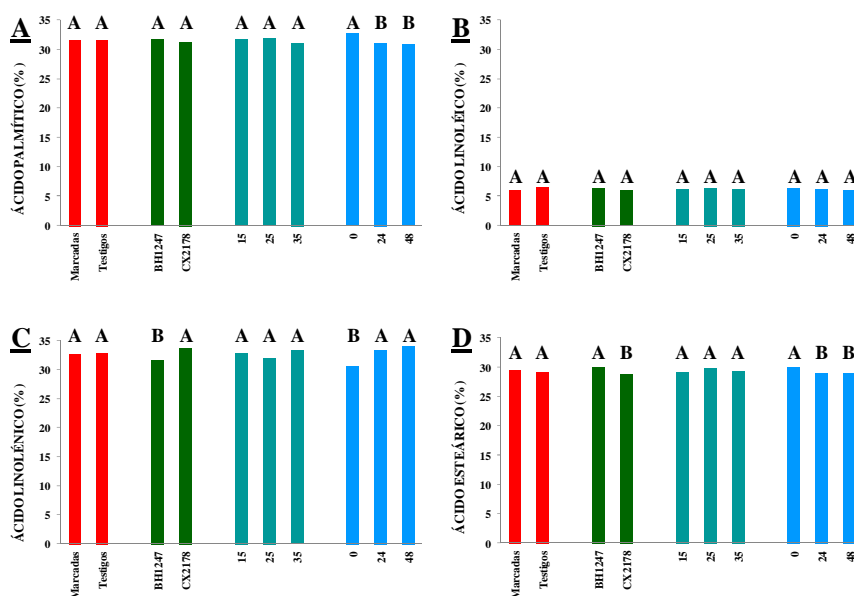 A
A A A A A A A A B B
ÁCIDO PALMÍTICO (%)
35
30
25
20
15
10
5
0
Marcadas Testigos BH1247 CX2178 15 25 35 0 24 48
B
ÁCIDO LINOLÉICO (%)
35
30
25
20
15
10
5
0
A A A A A A A A A A
Marcadas Testigos BH1247 CX2178 15 25 35 0 24 48
C
A A B A A A A B A A
ÁCIDO LINOLÉNICO (%)
35
30
25
20
15
10
5
0
Marcadas Testigos BH1247 CX2178 15 25 35 0 24 48
D
A A A B A A A A B B
ÁCIDO ESTEÁRICO (%)
35
30
25
20
15
10
5
0
Marcadas Testigos BH1247 CX2178 15 25 35 0 24 48